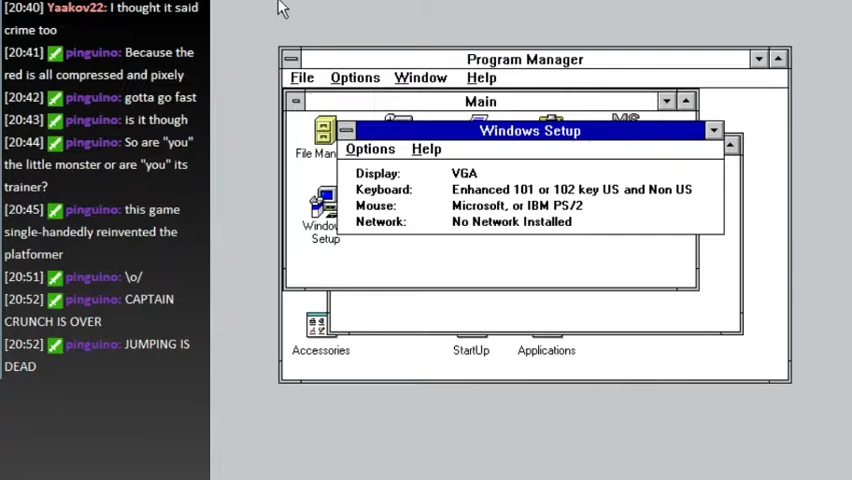 [20:40] Yaakov22: I thought it said
crime too
[20:41] pinguino: Because the
red is all compressed and pixely
[20:42] pinguino: gotta go fast
[20:43] pinguino: is it though
[20:44] pinguino: So are "you"
the little monster or are "you" its
trainer?
[20:45] pinguino: this game
single-handedly reinvented the
platformer
[20:51] pinguino: \o/
[20:52] pinguino: CAPTAIN
CRUNCH IS OVER
[20:52] pinguino: JUMPING IS
DEAD
Program Manager
File Options Window Help
Main
MS
File Man
Windows Setup
Options Help
Display: VGA
Keyboard: Enhanced 101 or 102 key US and Non US
Mouse: Microsoft, or IBM PS/2
Network: No Network Installed
Window
Setup
Accessories
StartUp
Applications